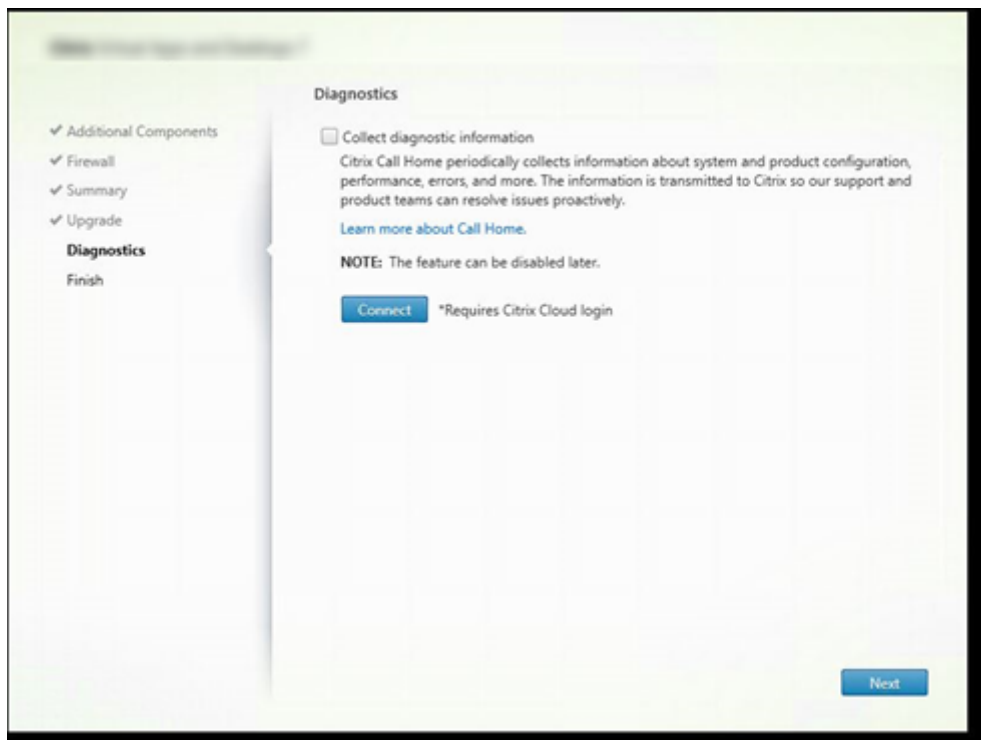 Diagnostics
✔ Additional Components
✔ Firewall
✔ Summary
✔ Upgrade
Diagnostics
Finish
Collect diagnostic information
Citrix Call Home periodically collects information about system and product configuration,
performance, errors, and more. The information is transmitted to Citrix so our support and
product teams can resolve issues proactively.
Learn more about Call Home.
NOTE: The feature can be disabled later.
Connect *Requires Citrix Cloud login
Next